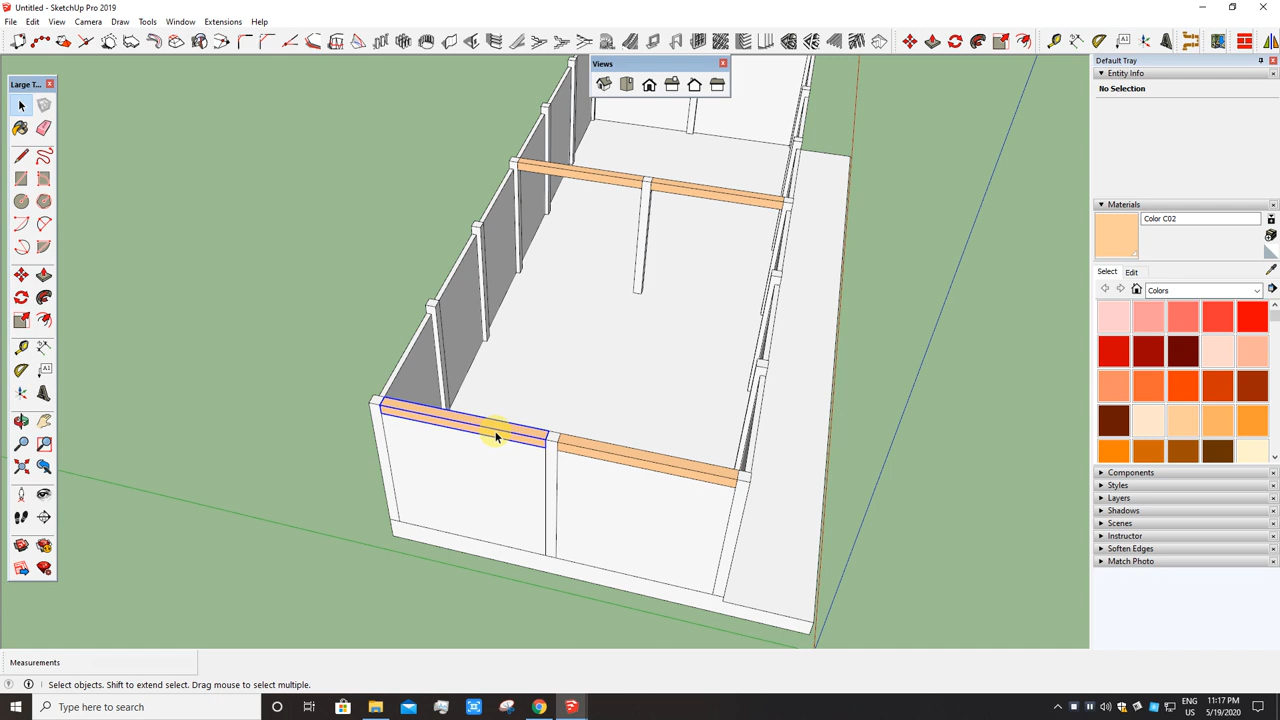 Untitled - SketchUp Pro 2019
File Edit View Camera Draw Tools Window Extensions Help
Large T...
Views
A1
A1
Default Tray
Entity Info
No Selection
Materials
Color C02
Select Edit
Colors
Components
Styles
Layers
Shadows
Scenes
Instructor
Soften Edges
Match Photo
Measurements
Select objects. Shift to extend select. Drag mouse to select multiple.
Type here to search
ENG
US
11:17 PM
5/19/2020